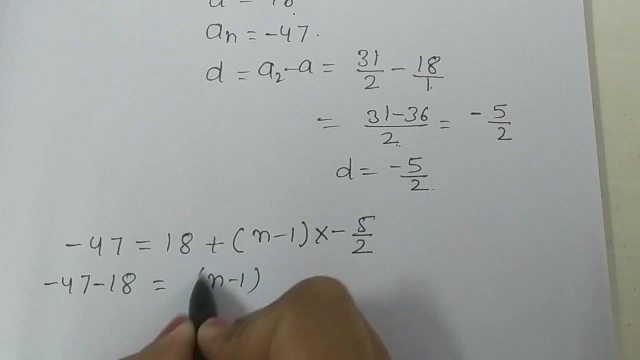 a = 18.
an = -47.
d = a2-a = 31/2 - 18/1
= 31-36/2 = -5/2
d = -5/2
-47 = 18 + (n-1) x -5/2
-47-18 = (n-1)